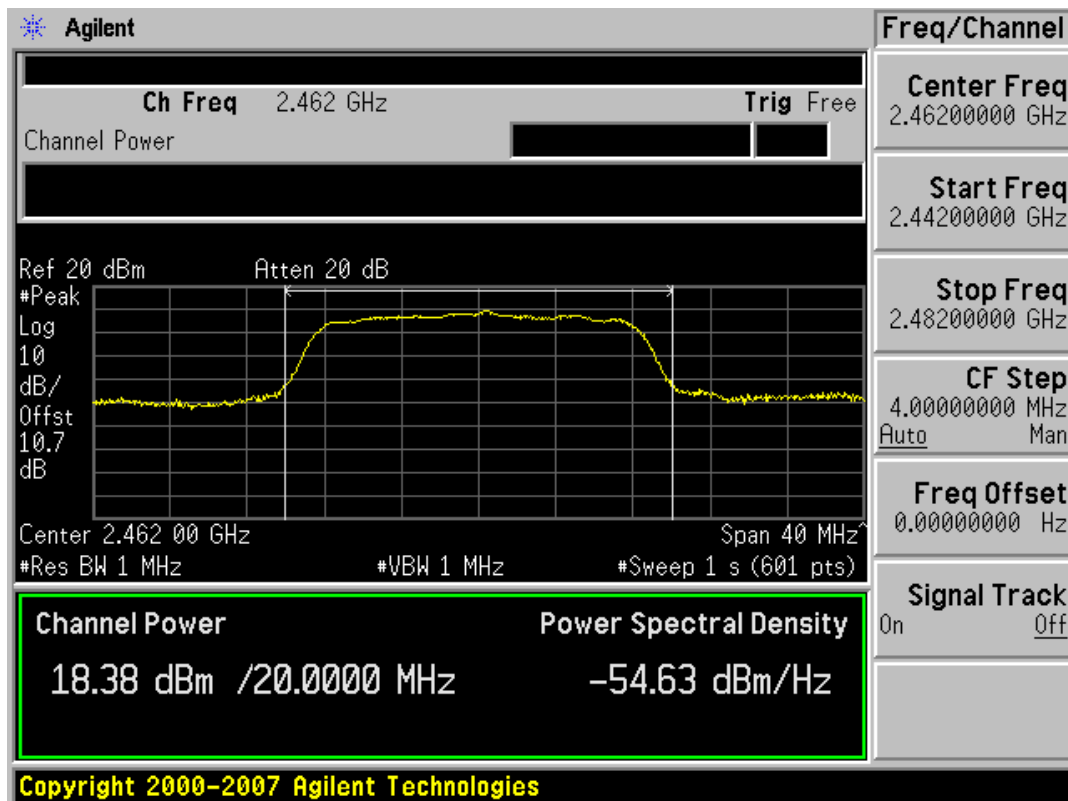 Agilent
Freq/Channel
Ch Freq 2.462 GHz Trig Free
Channel Power
Center Freq
2.46200000 GHz
Start Freq
2.44200000 GHz
Stop Freq
2.48200000 GHz
CF Step
4.00000000 MHz
Auto Man
Freq Offset
0.00000000 Hz
Signal Track
On Off
Ref 20 dBm Atten 20 dB
#Peak
Log
10
dB/
Offst
10.7
dB
Center 2.462 00 GHz Span 40 MHz^
#Res BW 1 MHz #VBW 1 MHz #Sweep 1 s (601 pts)
Channel Power Power Spectral Density
18.38 dBm /20.0000 MHz -54.63 dBm/Hz
Copyright 2000-2007 Agilent Technologies